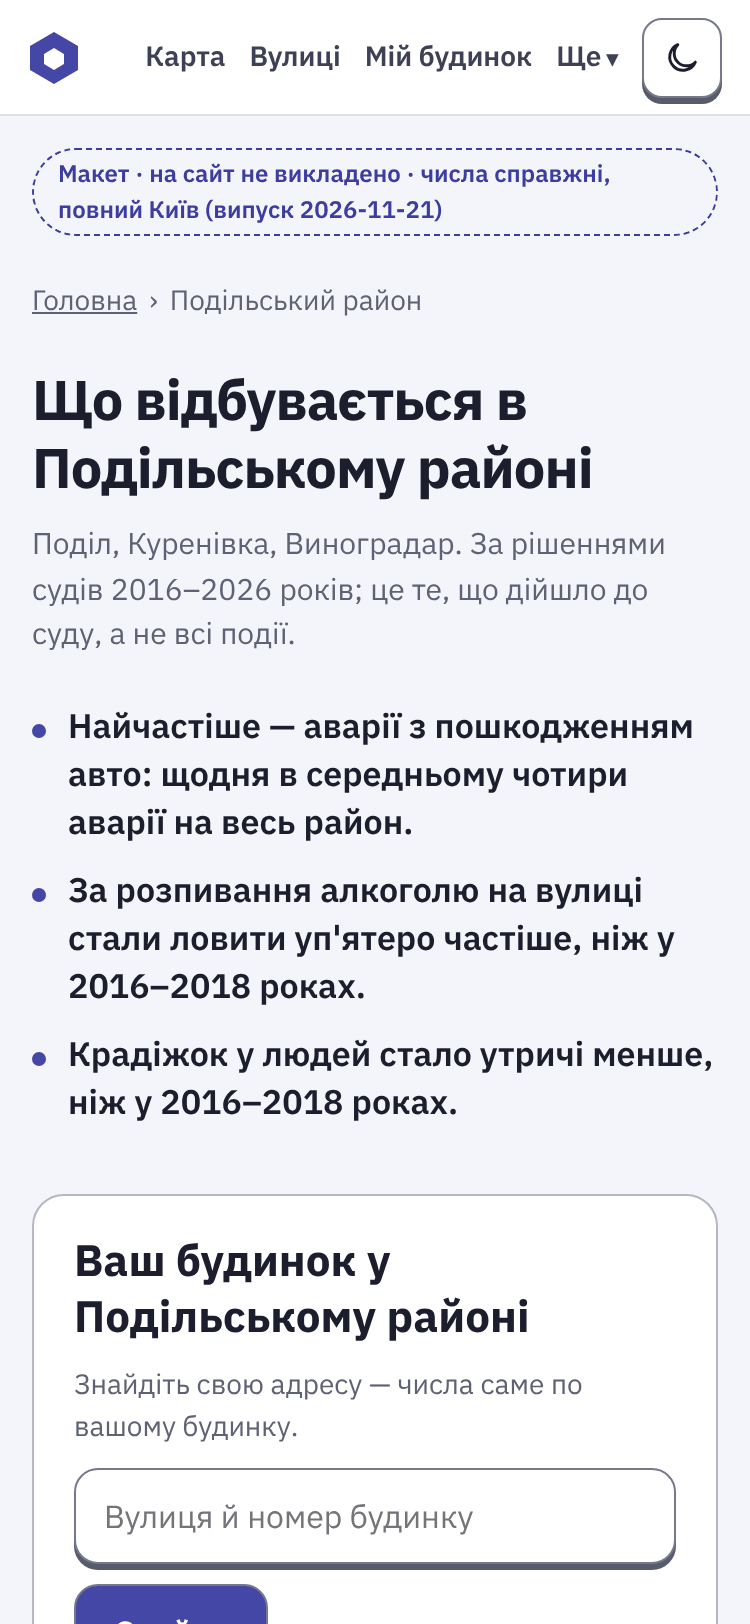 Карта Вулиці Мій будинок Ще ▾
Макет · на сайт не викладено · числа справжні,
повний Київ (випуск 2026-11-21)
Головна › Подільський район
Що відбувається в
Подільському районі
Поділ, Куренівка, Виноградар. За рішеннями
судів 2016–2026 років; це те, що дійшло до
суду, а не всі події.
Найчастіше — аварії з пошкодженням
авто: щодня в середньому чотири
аварії на весь район.
За розпивання алкоголю на вулиці
стали ловити уп'ятеро частіше, ніж у
2016–2018 роках.
Крадіжок у людей стало утричі менше,
ніж у 2016–2018 роках.
Ваш будинок у
Подільському районі
Знайдіть свою адресу — числа саме по
вашому будинку.
Вулиця й номер будинку